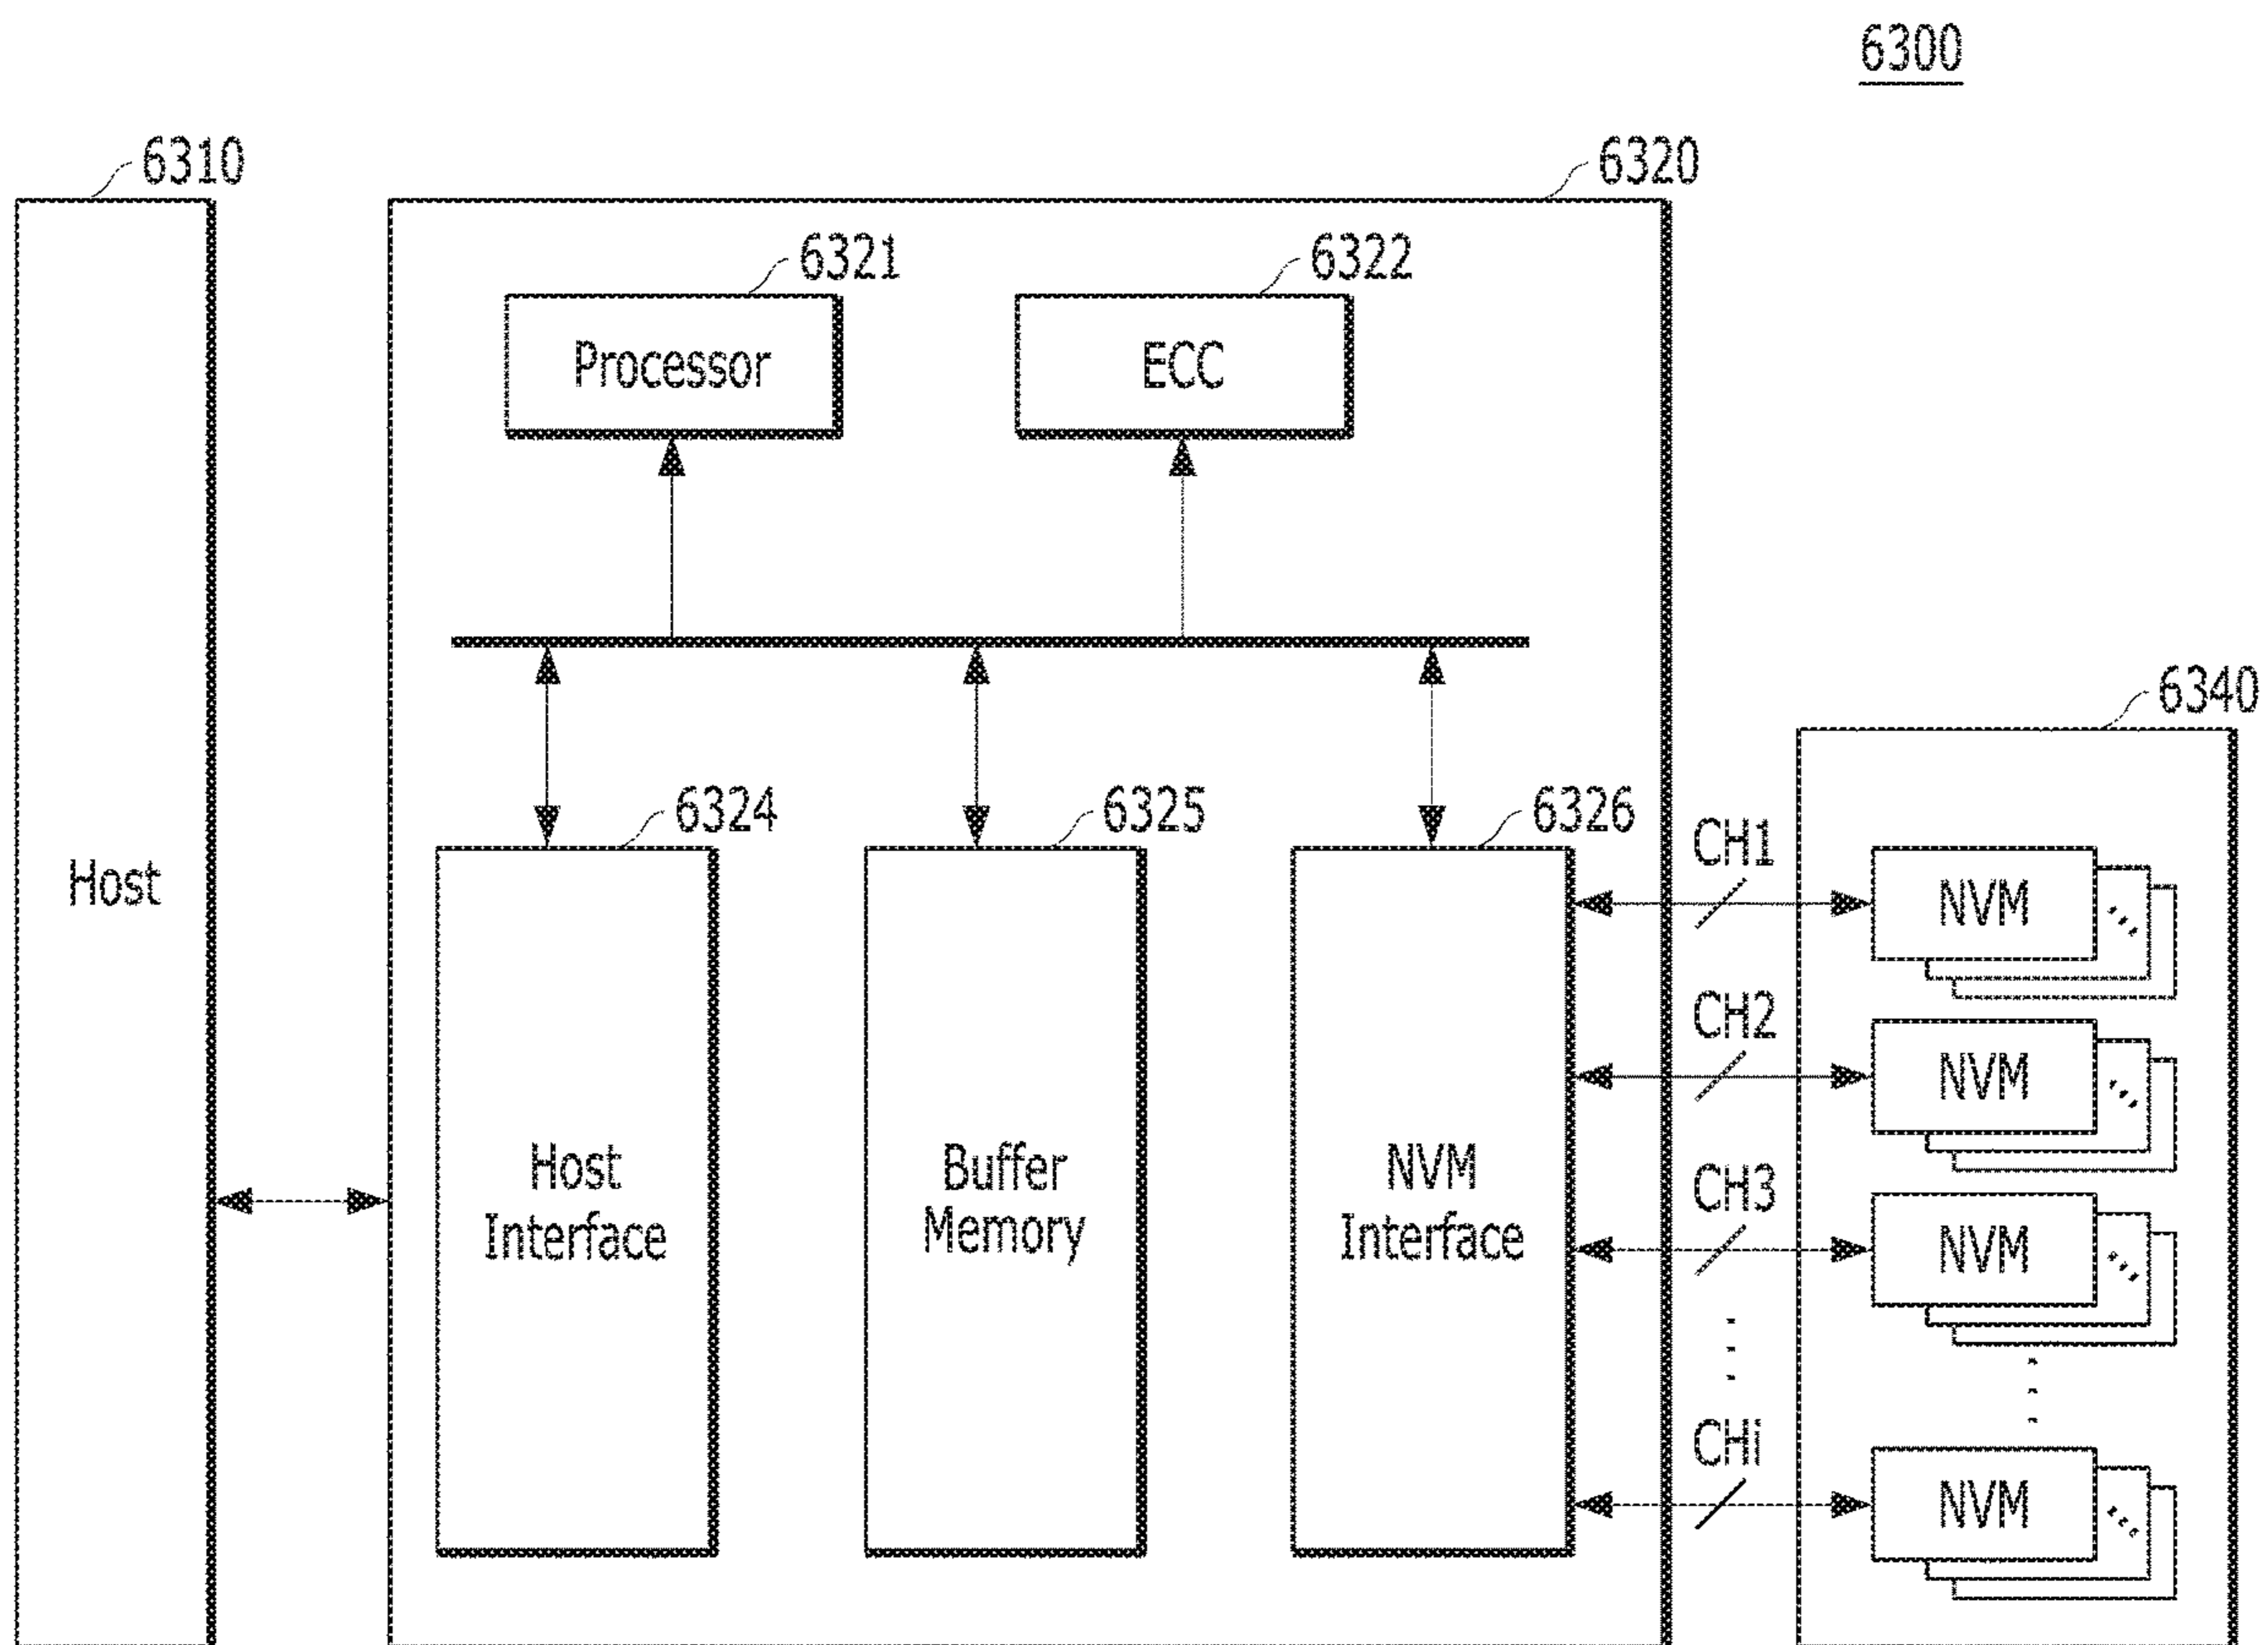 6300
6310
6320
6321
6322
Processor
ECC
6340
6324
6325
6326
CH1
Host
NVM
CH2
NVM
Host
Interface
Buffer
Memory
NVM
Interface
CH3
NVM
CHi
NVM